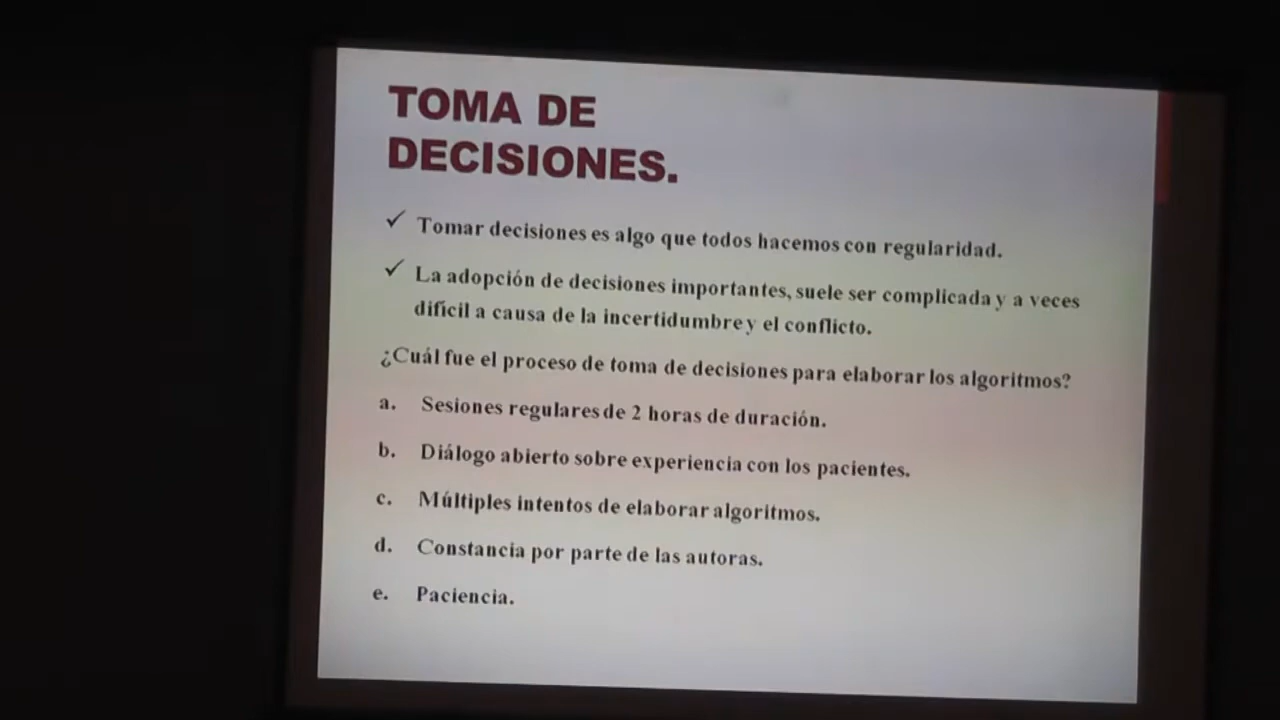 TOMA DE
DECISIONES.
✓ Tomar decisiones es algo que todos hacemos con regularidad.
✓ La adopción de decisiones importantes, suele ser complicada y a veces
difícil a causa de la incertidumbre y el conflicto.
¿Cuál fue el proceso de toma de decisiones para elaborar los algoritmos?
a. Sesiones regulares de 2 horas de duración.
b. Diálogo abierto sobre experiencia con los pacientes.
c. Múltiples intentos de elaborar algoritmos.
d. Constancia por parte de las autoras.
e. Paciencia.